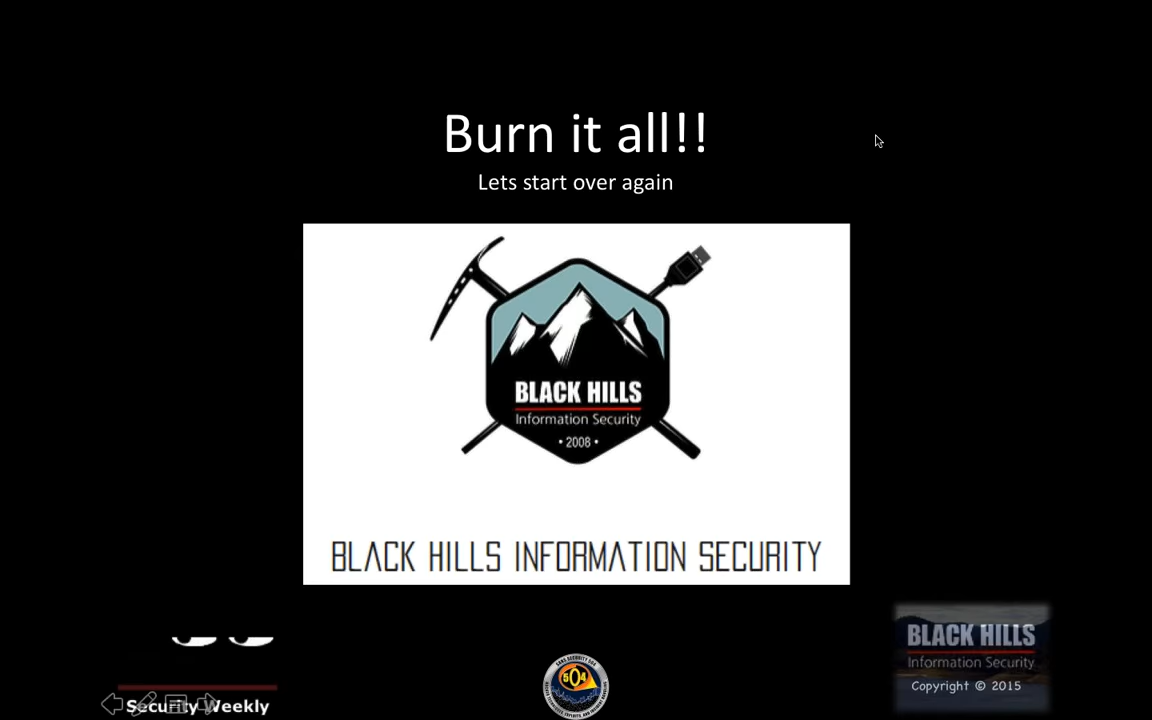 Burn it all!!
Lets start over again
BLACK HILLS
Information Security
• 2008 •
BLACK HILLS INFORMATION SECURITY
Security Weekly
504
BLACK HILLS
Information Security
Copyright © 2015